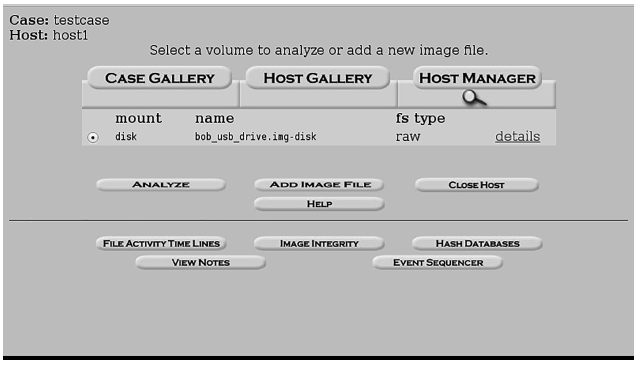 Case: testcase
Host: host1
Select a volume to analyze or add a new image file.
CASE GALLERY HOST GALLERY HOST MANAGER
mount name fs type
disk bob_usb_drive.img-disk raw details
ANALYZE ADD IMAGE FILE CLOSE HOST
HELP
FILE ACTIVITY TIME LINES IMAGE INTEGRITY HASH DATABASES
VIEW NOTES EVENT SEQUENCER